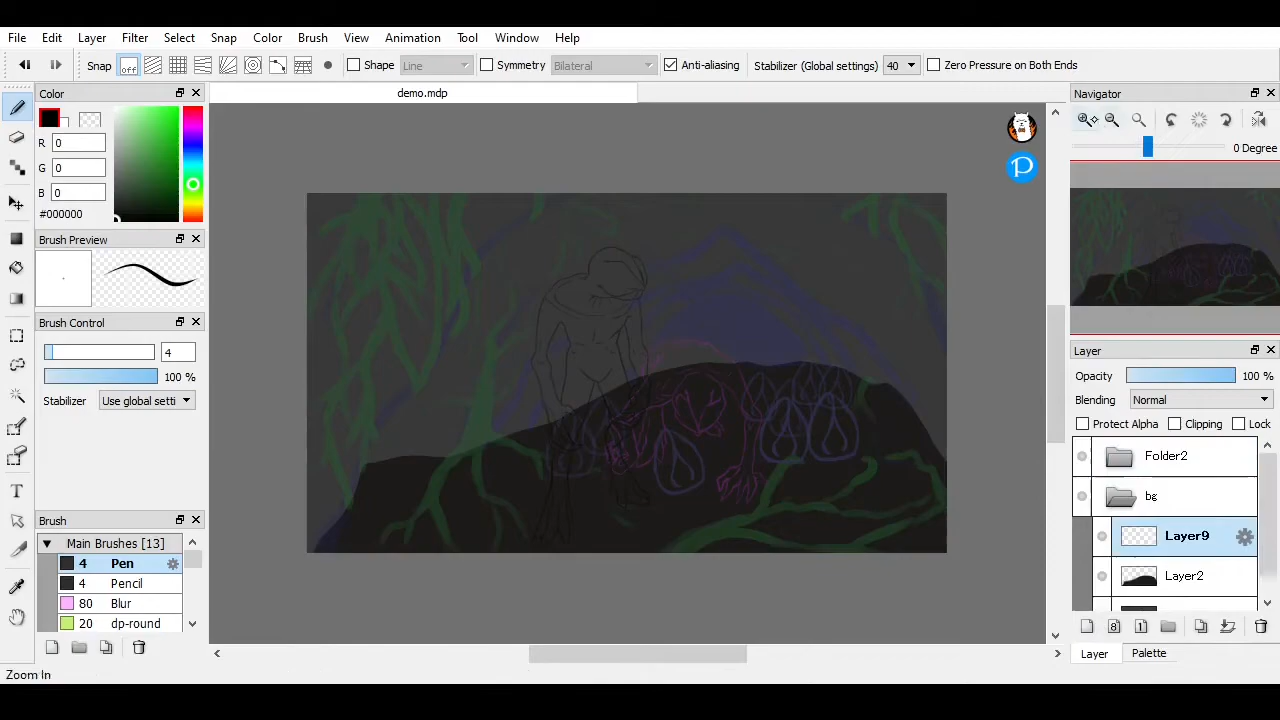 File Edit Layer Filter Select Snap Color Brush View Animation Tool Window Help
Snap off Shape Line Symmetry Bilateral Anti-aliasing Stabilizer (Global settings) 40 Zero Pressure on Both Ends
Color
demo.mdp
Navigator
R 0
G 0
B 0
#000000
0 Degree
Brush Preview
Brush Control
4
100 %
Stabilizer Use global setti
Brush
Main Brushes [13]
4 Pen
4 Pencil
80 Blur
20 dp-round
Layer
Opacity 100 %
Blending Normal
Protect Alpha Clipping Lock
Folder2
bg
Layer9
Layer2
8 1
Layer Palette
Zoom In
P
T